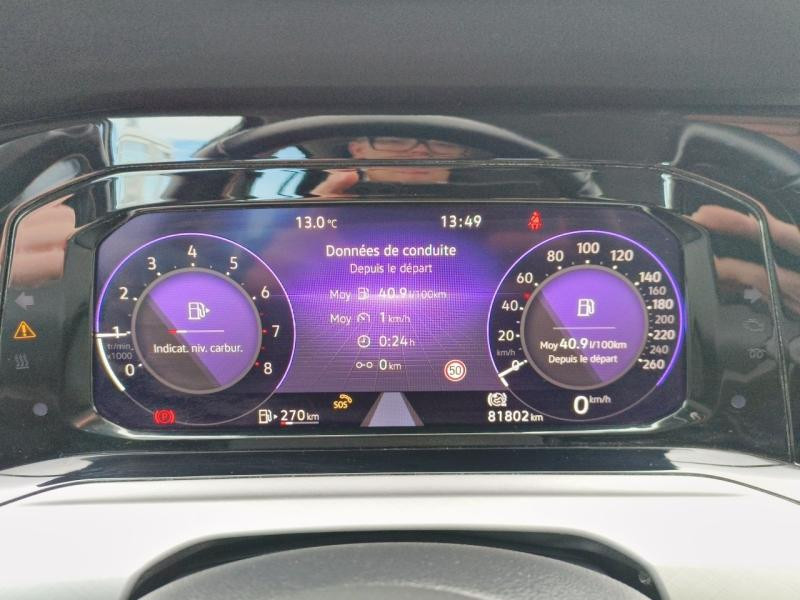 13.0 °C
13:49
Données de conduite
Depuis le départ
Moy 40.9 l/100km
Moy 1 km/h
0:24 h
0 km
50
0
1
2
3
4
5
6
7
8
tr/min
x1000
Indicat. niv. carbur.
0
20
40
60
80
100
120
140
160
180
200
220
240
260
km/h
Moy 40.9 l/100km
Depuis le départ
P
270 km
SOS
81802 km
0 km/h